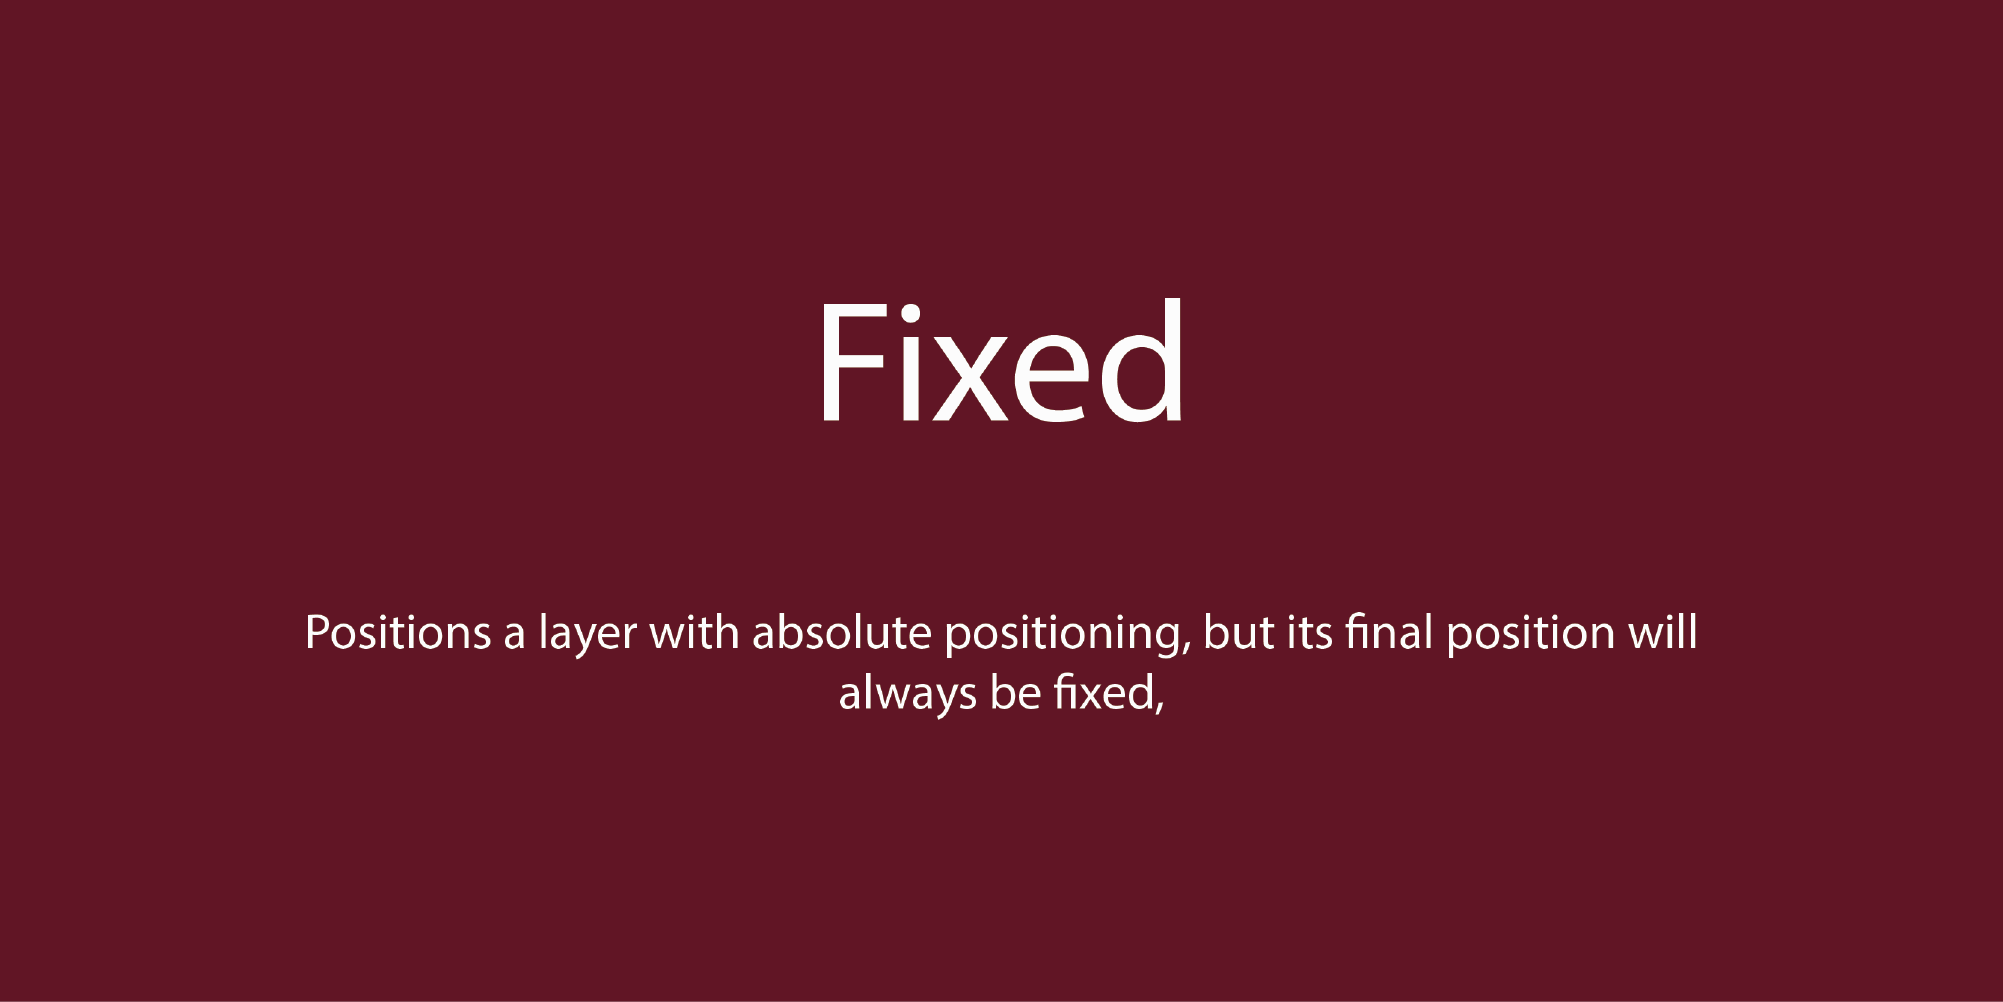 Fixed
Positions a layer with absolute positioning, but its final position will
always be fixed,